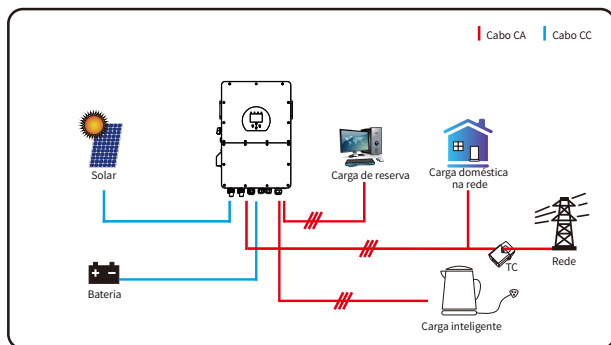 Cabo CA
Cabo CC
Solar
Carga de reserva
Carga doméstica
na rede
TC
Rede
Bateria
Carga inteligente